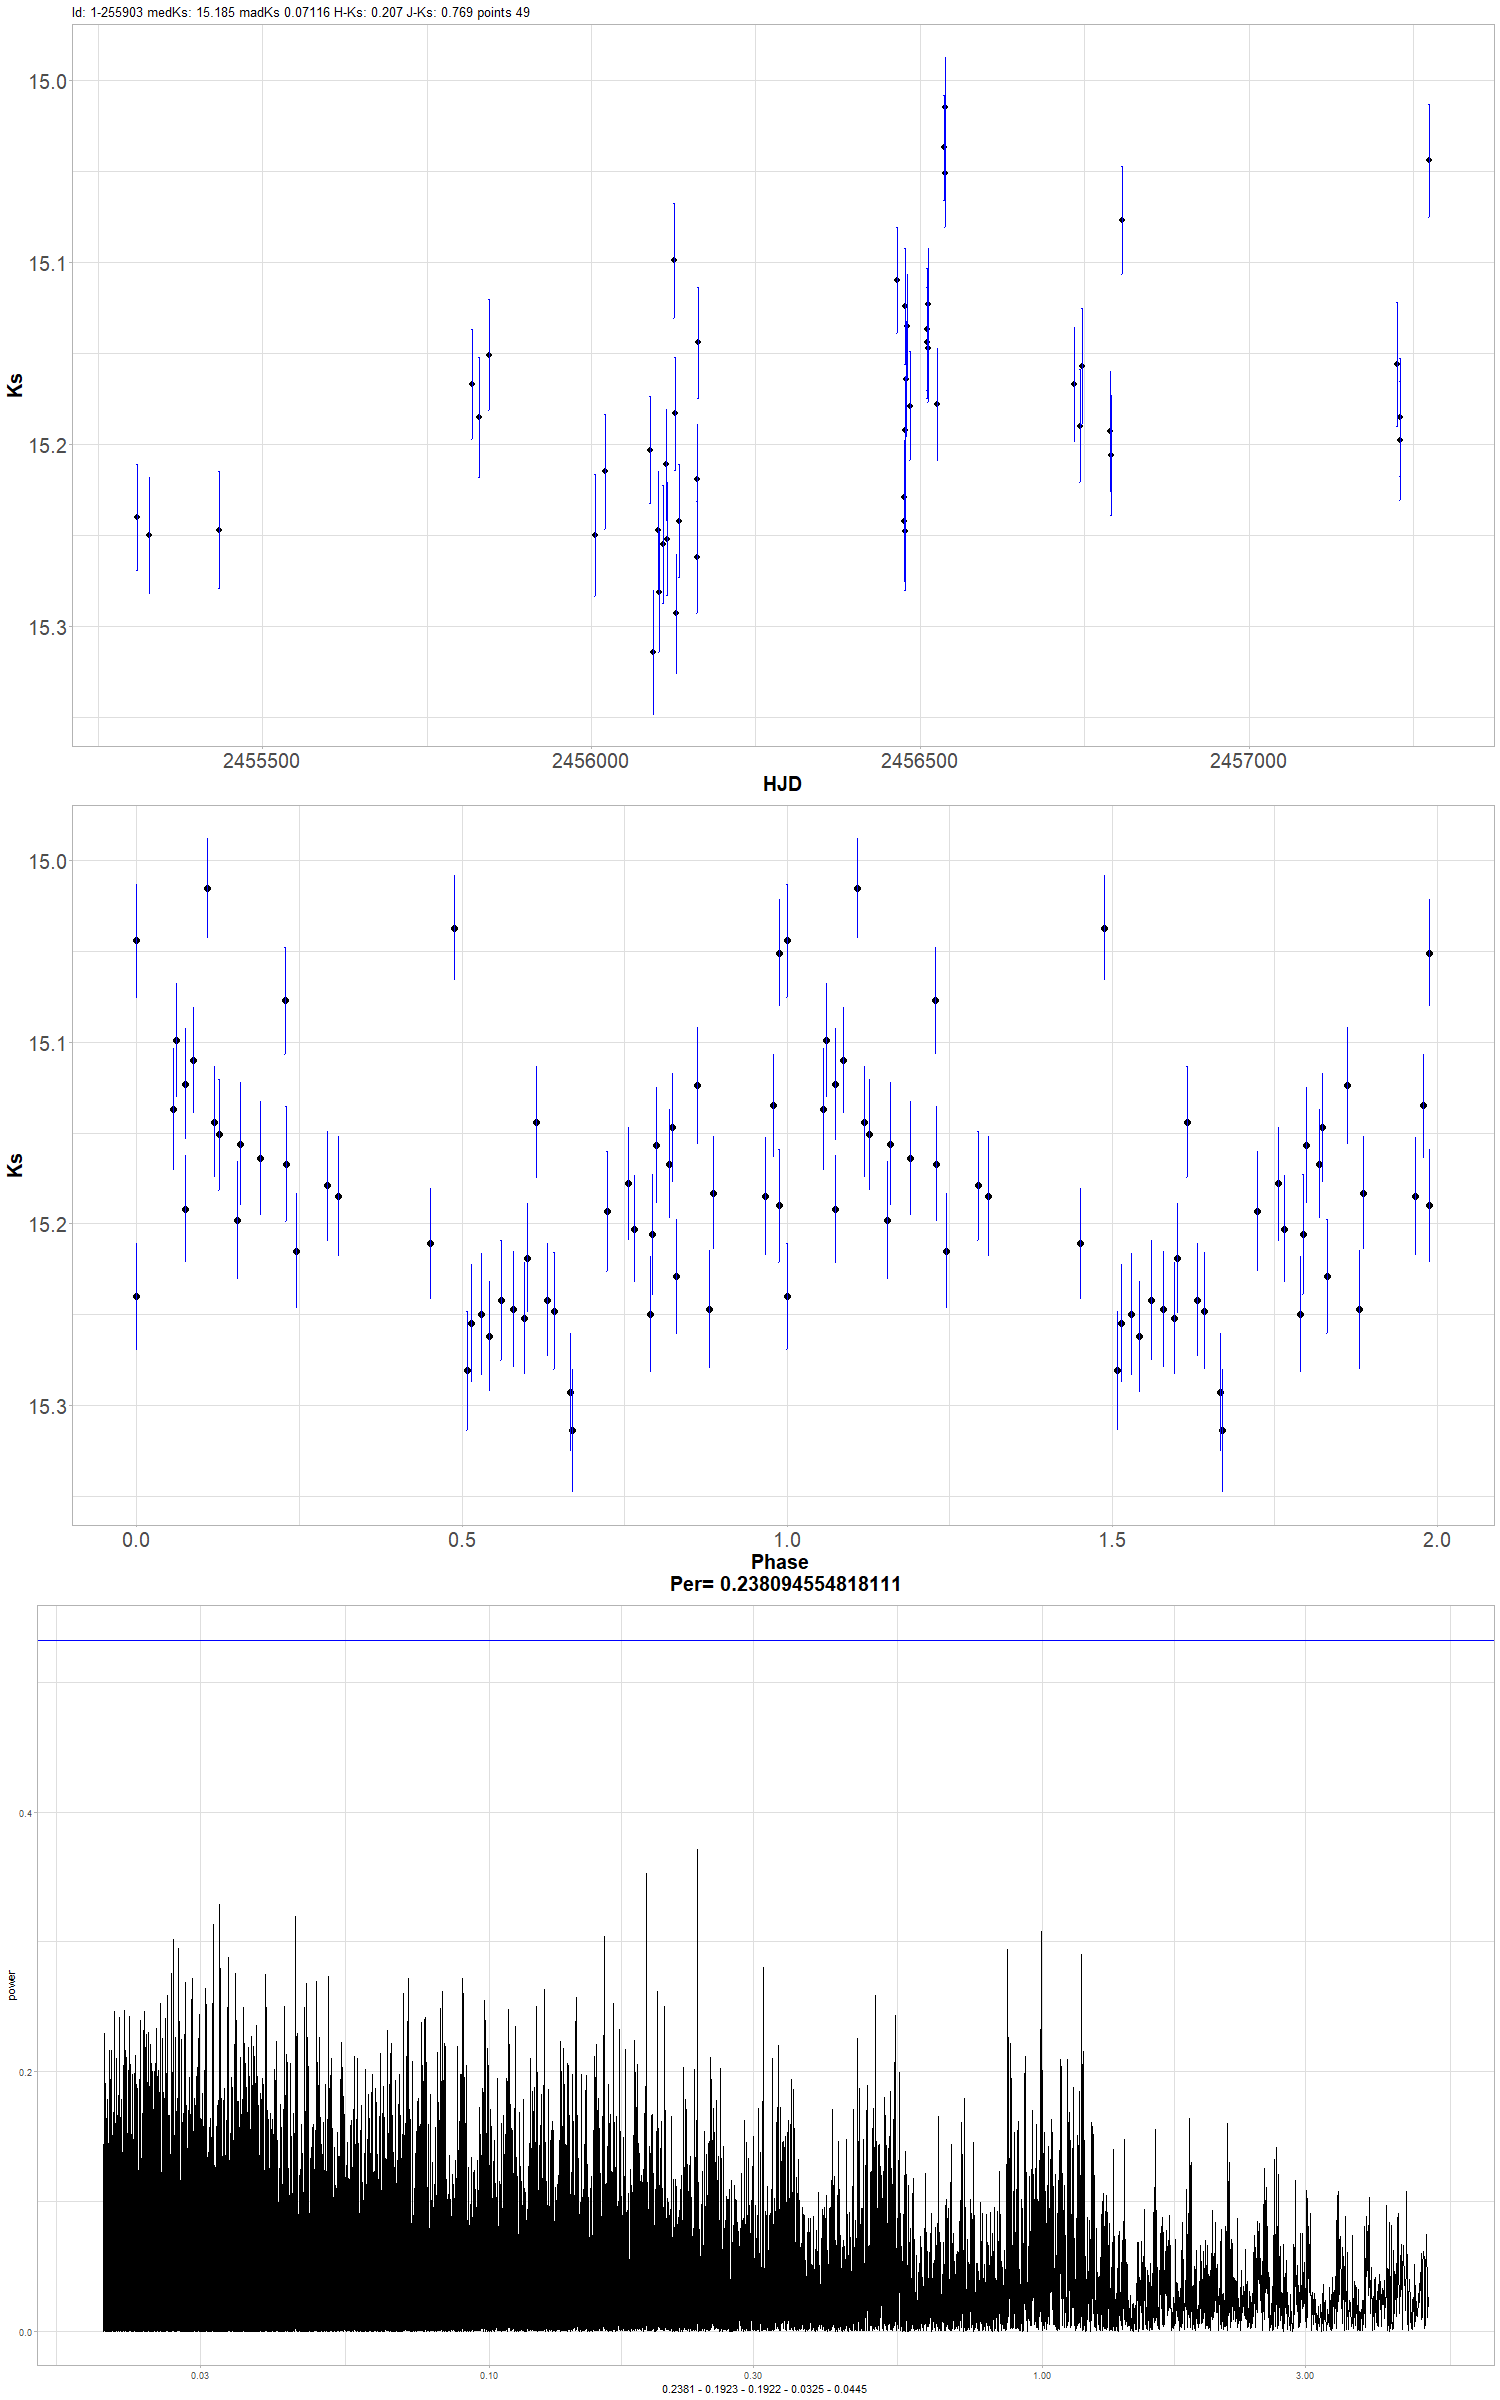 Id: 1-255903 medKs: 15.185 madKs 0.07116 H-Ks: 0.207 J-Ks: 0.769 points 49
15.0
15.1
15.2
15.3
Ks
2455500 2456000 2456500 2457000
HJD
15.0
15.1
15.2
15.3
Ks
0.0 0.5 1.0 1.5 2.0
Phase
Per= 0.238094554818111
0.4
0.2
0.0
power
0.03 0.10 0.30 1.00 3.00
0.2381 - 0.1923 - 0.1922 - 0.0325 - 0.0445